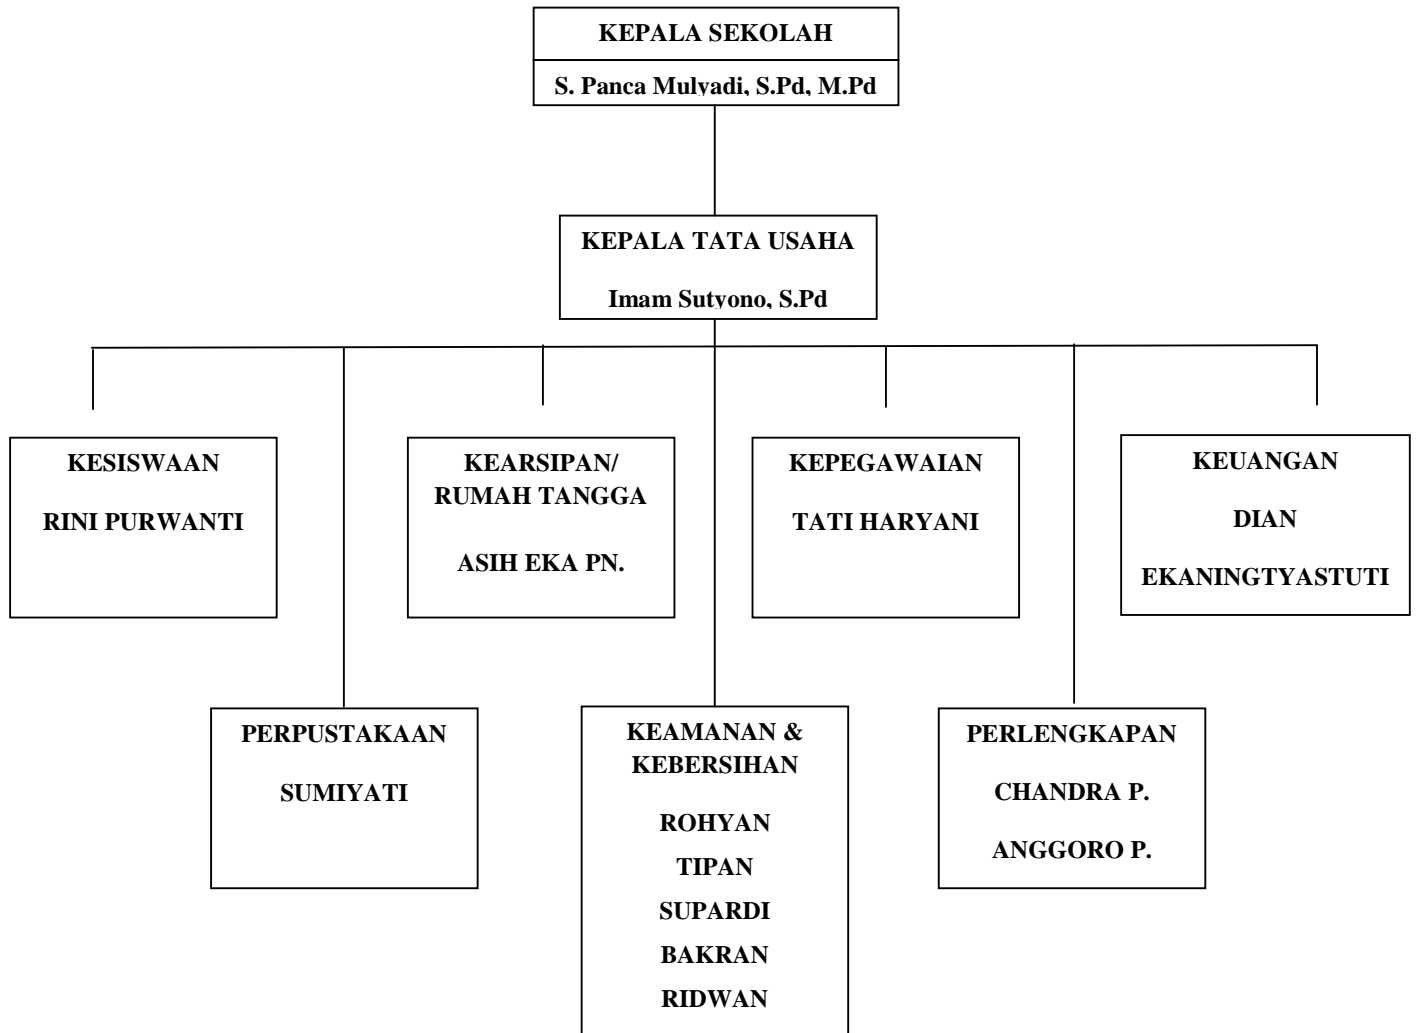 KEPALA SEKOLAH
S. Panca Mulyadi, S.Pd, M.Pd
KEPALA TATA USAHA
Imam Sutyono, S.Pd
KESISWAAN
RINI PURWANTI
KEARSIPAN/
RUMAH TANGGA
ASIH EKA PN.
KEPEGAWAIAN
TATI HARYANI
KEUANGAN
DIAN
EKANINGTYASTUTI
PERPUSTAKAAN
SUMIYATI
KEAMANAN &
KEBERSIHAN
ROHYAN
TIPAN
SUPARDI
BAKRAN
RIDWAN
PERLENGKAPAN
CHANDRA P.
ANGGORO P.